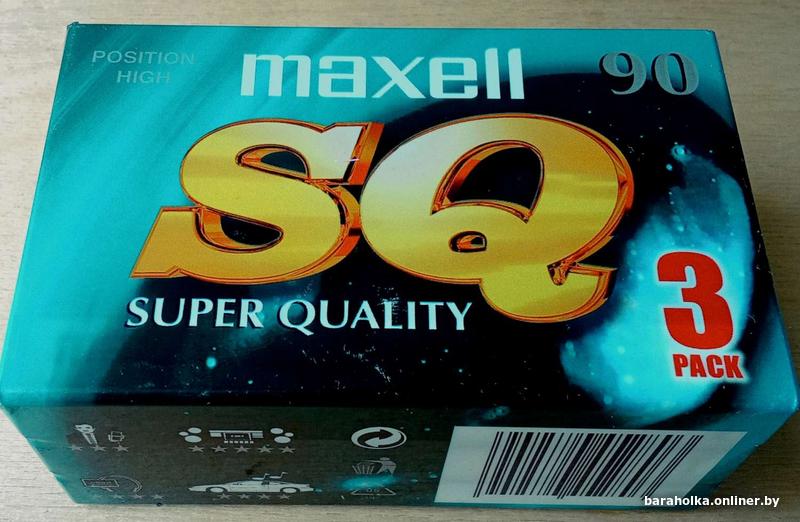 POSITION
HIGH
maxell
90
SQ
SUPER QUALITY
3
PACK
baraholka.onliner.by